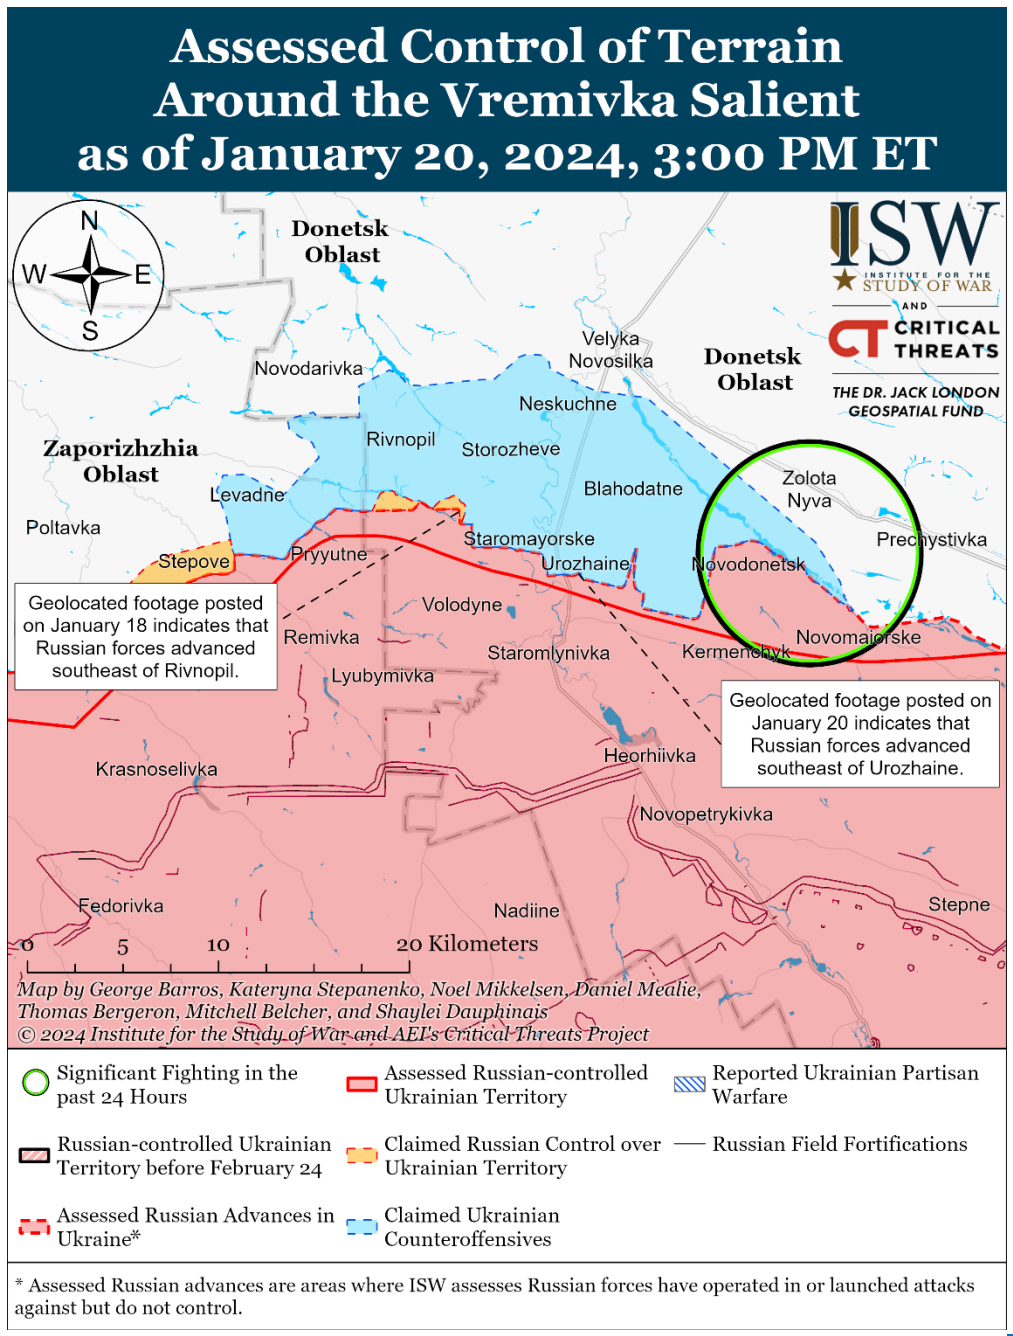 Assessed Control of Terrain
Around the Vremivka Salient
as of January 20, 2024, 3:00 PM ET
N
W
E
S
Donetsk
Oblast
ISW
INSTITUTE FOR THE
STUDY OF WAR
AND
CT CRITICAL
THREATS
THE DR. JACK LONDON
GEOSPATIAL FUND
Velyka
Novosilka
Donetsk
Oblast
Novodarivka
Neskuchne
Zaporizhzhia
Oblast
Rivnopil
Storozheve
Zolota
Nyva
Levadne
Blahodatne
Poltavka
Staromayorske
Prechystivka
Stepove
Pryyutne
Urozhaine
Novodonetsk
Geolocated footage posted
on January 18 indicates that
Russian forces advanced
southeast of Rivnopil.
Volodyne
Remivka
Staromlynivka
Kermenchyk
Novomaiorske
Lyubymivka
Geolocated footage posted on
January 20 indicates that
Russian forces advanced
southeast of Urozhaine.
Krasnoselivka
Heorhiivka
Novopetrykivka
Fedorivka
Nadiine
Stepne
0 5 10 20 Kilometers
Map by George Barros, Kateryna Stepanenko, Noel Mikkelsen, Daniel Mealie,
Thomas Bergeron, Mitchell Belcher, and Shaylei Dauphinais
© 2024 Institute for the Study of War and AEI's Critical Threats Project
Significant Fighting in the
past 24 Hours
Assessed Russian-controlled
Ukrainian Territory
Reported Ukrainian Partisan
Warfare
Russian-controlled Ukrainian
Territory before February 24
Claimed Russian Control over
Ukrainian Territory
Russian Field Fortifications
Assessed Russian Advances in
Ukraine*
Claimed Ukrainian
Counteroffensives
* Assessed Russian advances are areas where ISW assesses Russian forces have operated in or launched attacks
against but do not control.